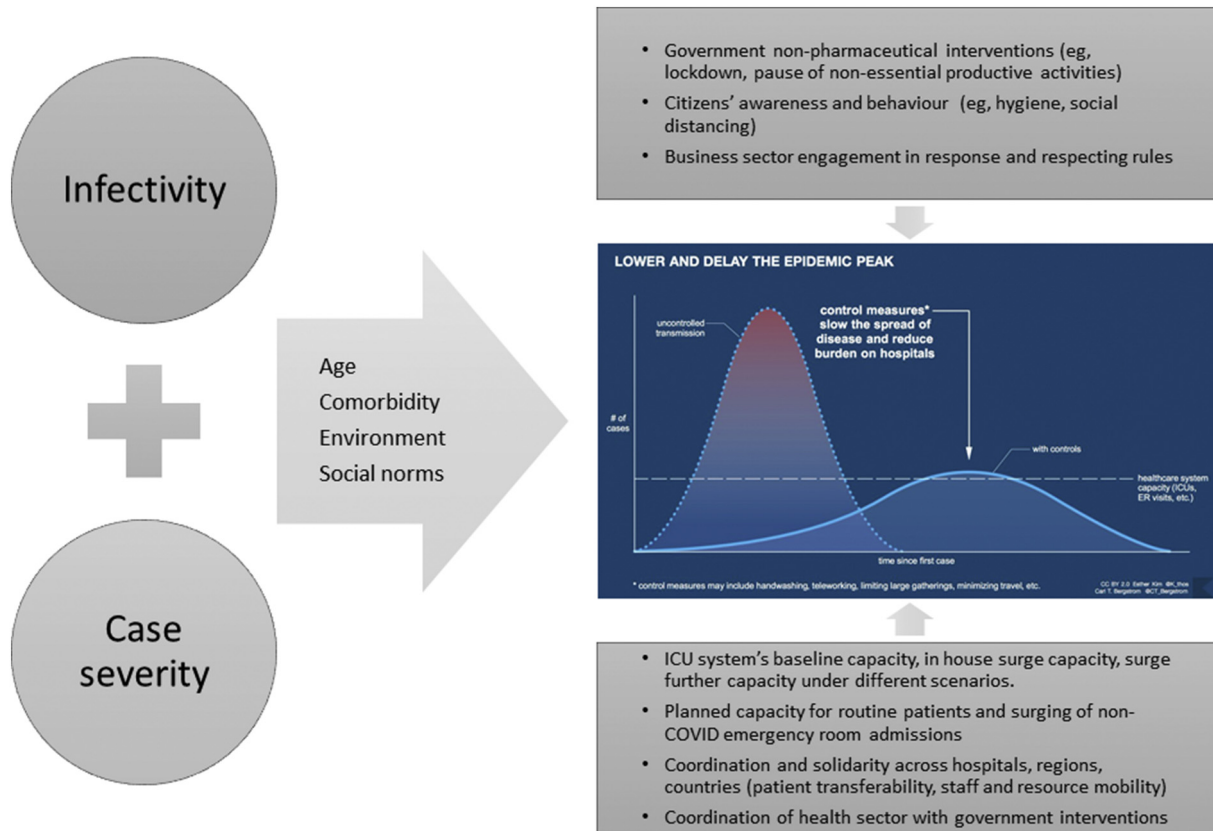 Infectivity
Case
severity
Age
Comorbidity
Environment
Social norms
• Government non-pharmaceutical interventions (eg,
lockdown, pause of non-essential productive activities)
• Citizens’ awareness and behaviour (eg, hygiene, social
distancing)
• Business sector engagement in response and respecting rules
LOWER AND DELAY THE EPIDEMIC PEAK
uncontrolled
transmission
control measures*
slow the spread of
disease and reduce
burden on hospitals
# of
cases
with controls
healthcare system
capacity (ICUs,
ER visits, etc.)
time since first case
* control measures may include handwashing, teleworking, limiting large gatherings, minimizing travel, etc.
CC BY 2.0 Esther Kim @K_thos
Carl T. Bergstrom @CT_Bergstrom
• ICU system’s baseline capacity, in house surge capacity, surge
further capacity under different scenarios.
• Planned capacity for routine patients and surging of non-
COVID emergency room admissions
• Coordination and solidarity across hospitals, regions,
countries (patient transferability, staff and resource mobility)
• Coordination of health sector with government interventions